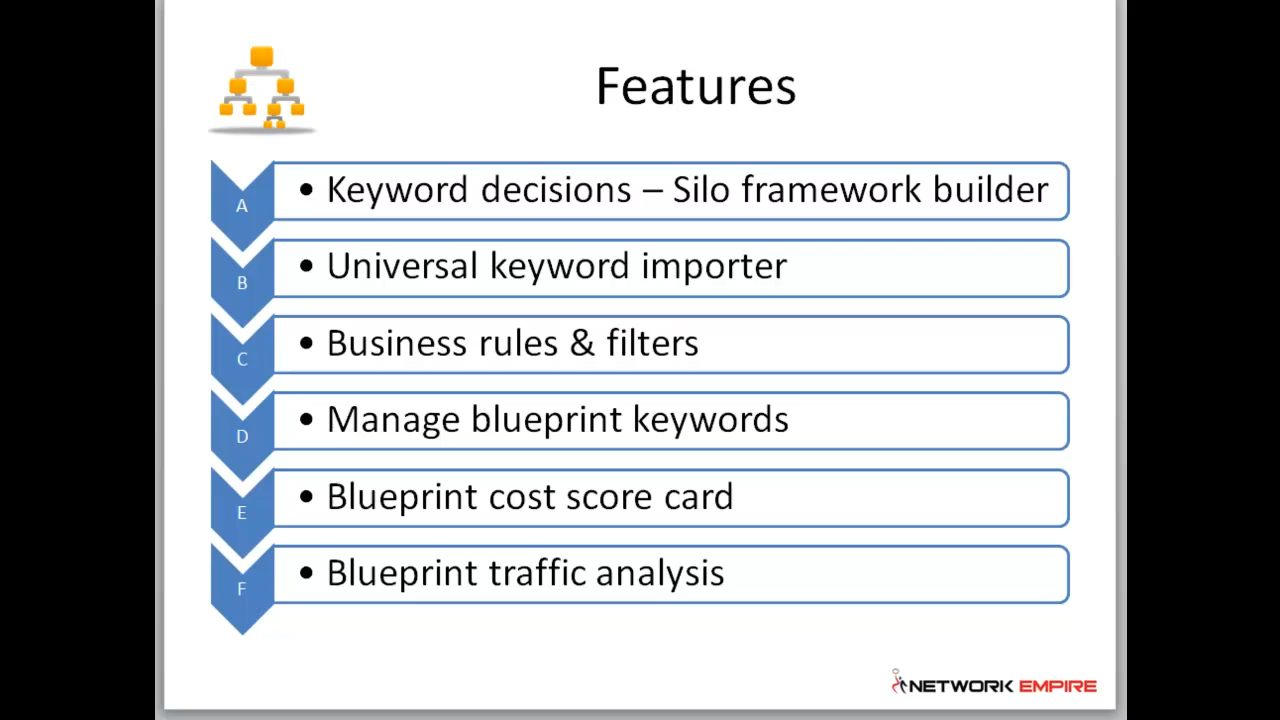 Features
A
• Keyword decisions – Silo framework builder
B
• Universal keyword importer
C
• Business rules & filters
D
• Manage blueprint keywords
E
• Blueprint cost score card
F
• Blueprint traffic analysis
NETWORK EMPIRE